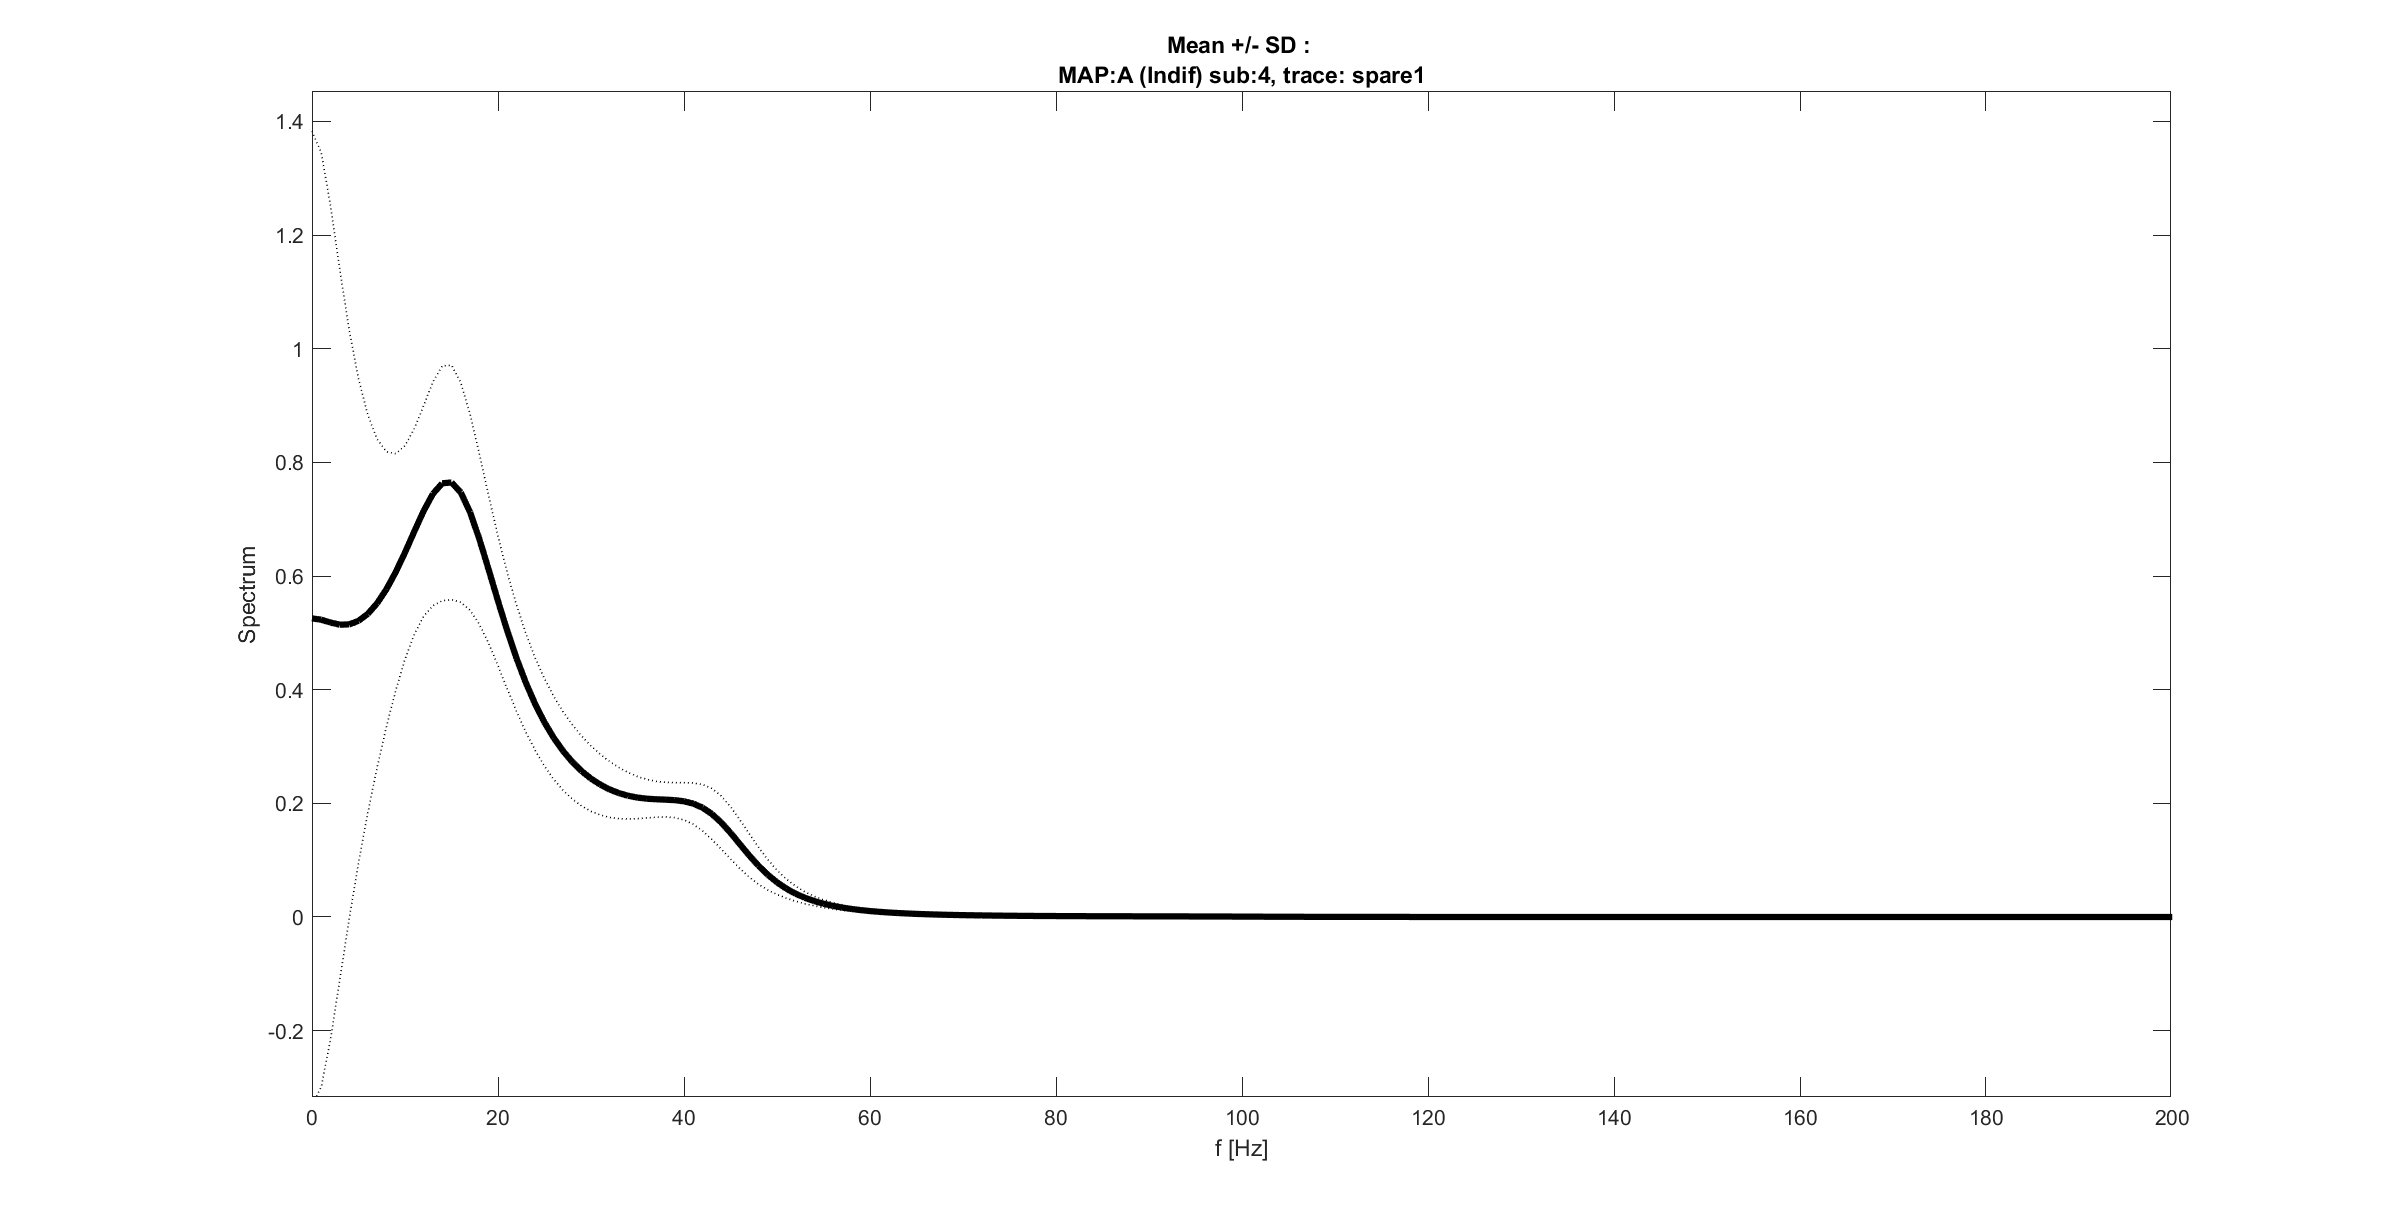 Mean +/- SD :
MAP:A (Indif) sub:4, trace: spare1
1.4
1.2
1
0.8
0.6
0.4
0.2
0
-0.2
Spectrum
0 20 40 60 80 100 120 140 160 180 200
f [Hz]